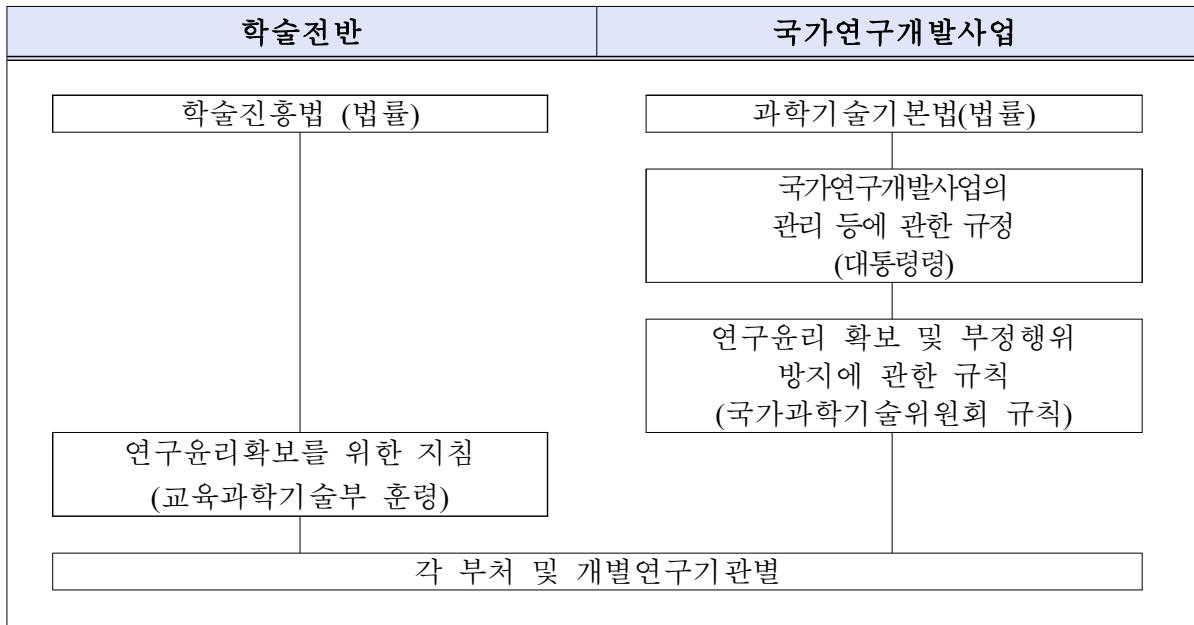 학술전반
국가연구개발사업
학술진흥법 (법률)
과학기술기본법(법률)
국가연구개발사업의
관리 등에 관한 규정
(대통령령)
연구윤리 확보 및 부정행위
방지에 관한 규칙
(국가과학기술위원회 규칙)
연구윤리확보를 위한 지침
(교육과학기술부 훈령)
각 부처 및 개별연구기관별